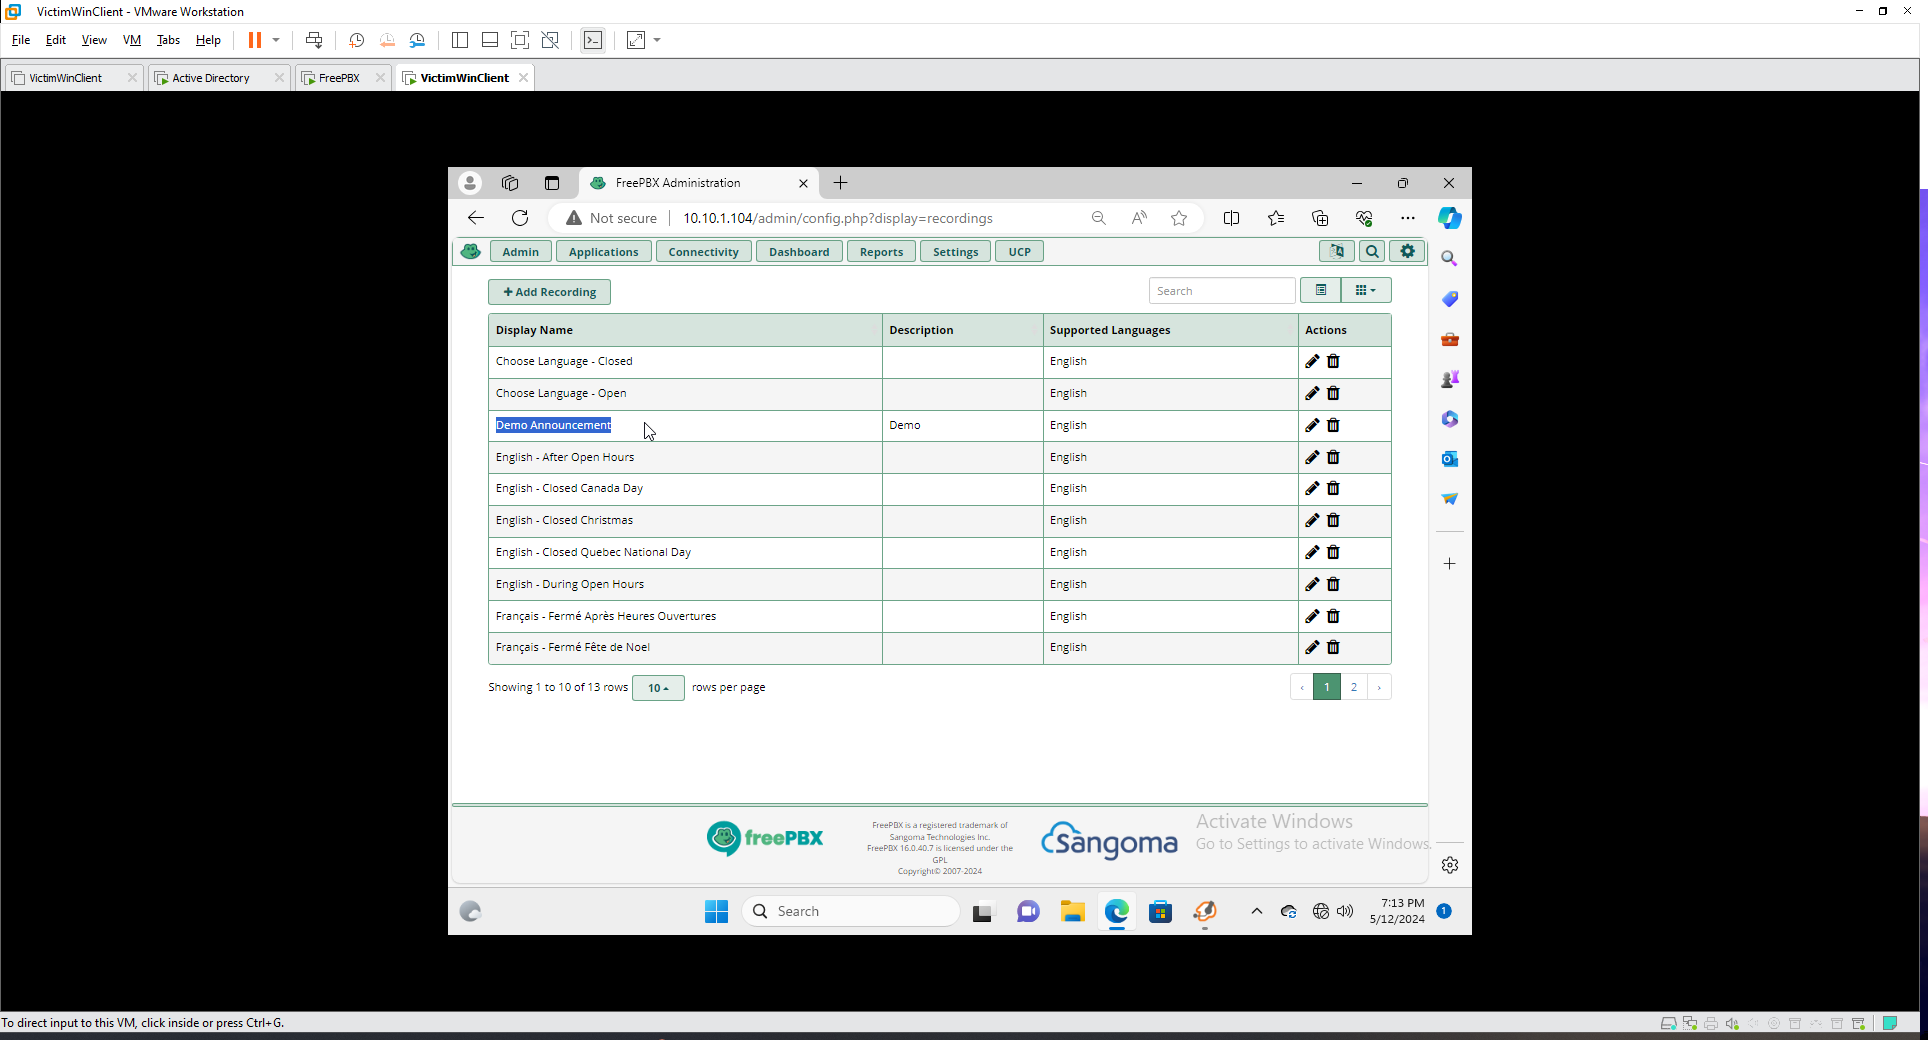 VictimWinClient - VMware Workstation
File Edit View VM Tabs Help
VictimWinClient Active Directory FreePBX VictimWinClient
FreePBX Administration
Not secure 10.10.1.104/admin/config.php?display=recordings
Admin Applications Connectivity Dashboard Reports Settings UCP
+ Add Recording Search
Display Name Description Supported Languages Actions
Choose Language - Closed English
Choose Language - Open English
Demo Announcement Demo English
English - After Open Hours English
English - Closed Canada Day English
English - Closed Christmas English
English - Closed Quebec National Day English
English - During Open Hours English
Français - Fermé Après Heures Ouvertures English
Français - Fermé Fête de Noel English
Showing 1 to 10 of 13 rows 10 rows per page ‹ 1 2 ›
freePBX
FreePBX is a registered trademark of
Sangoma Technologies Inc.
FreePBX 16.0.40.7 is licensed under the
GPL
Copyright© 2007-2024
Sangoma
Activate Windows
Go to Settings to activate Windows.
Search
7:13 PM
5/12/2024
1
To direct input to this VM, click inside or press Ctrl+G.